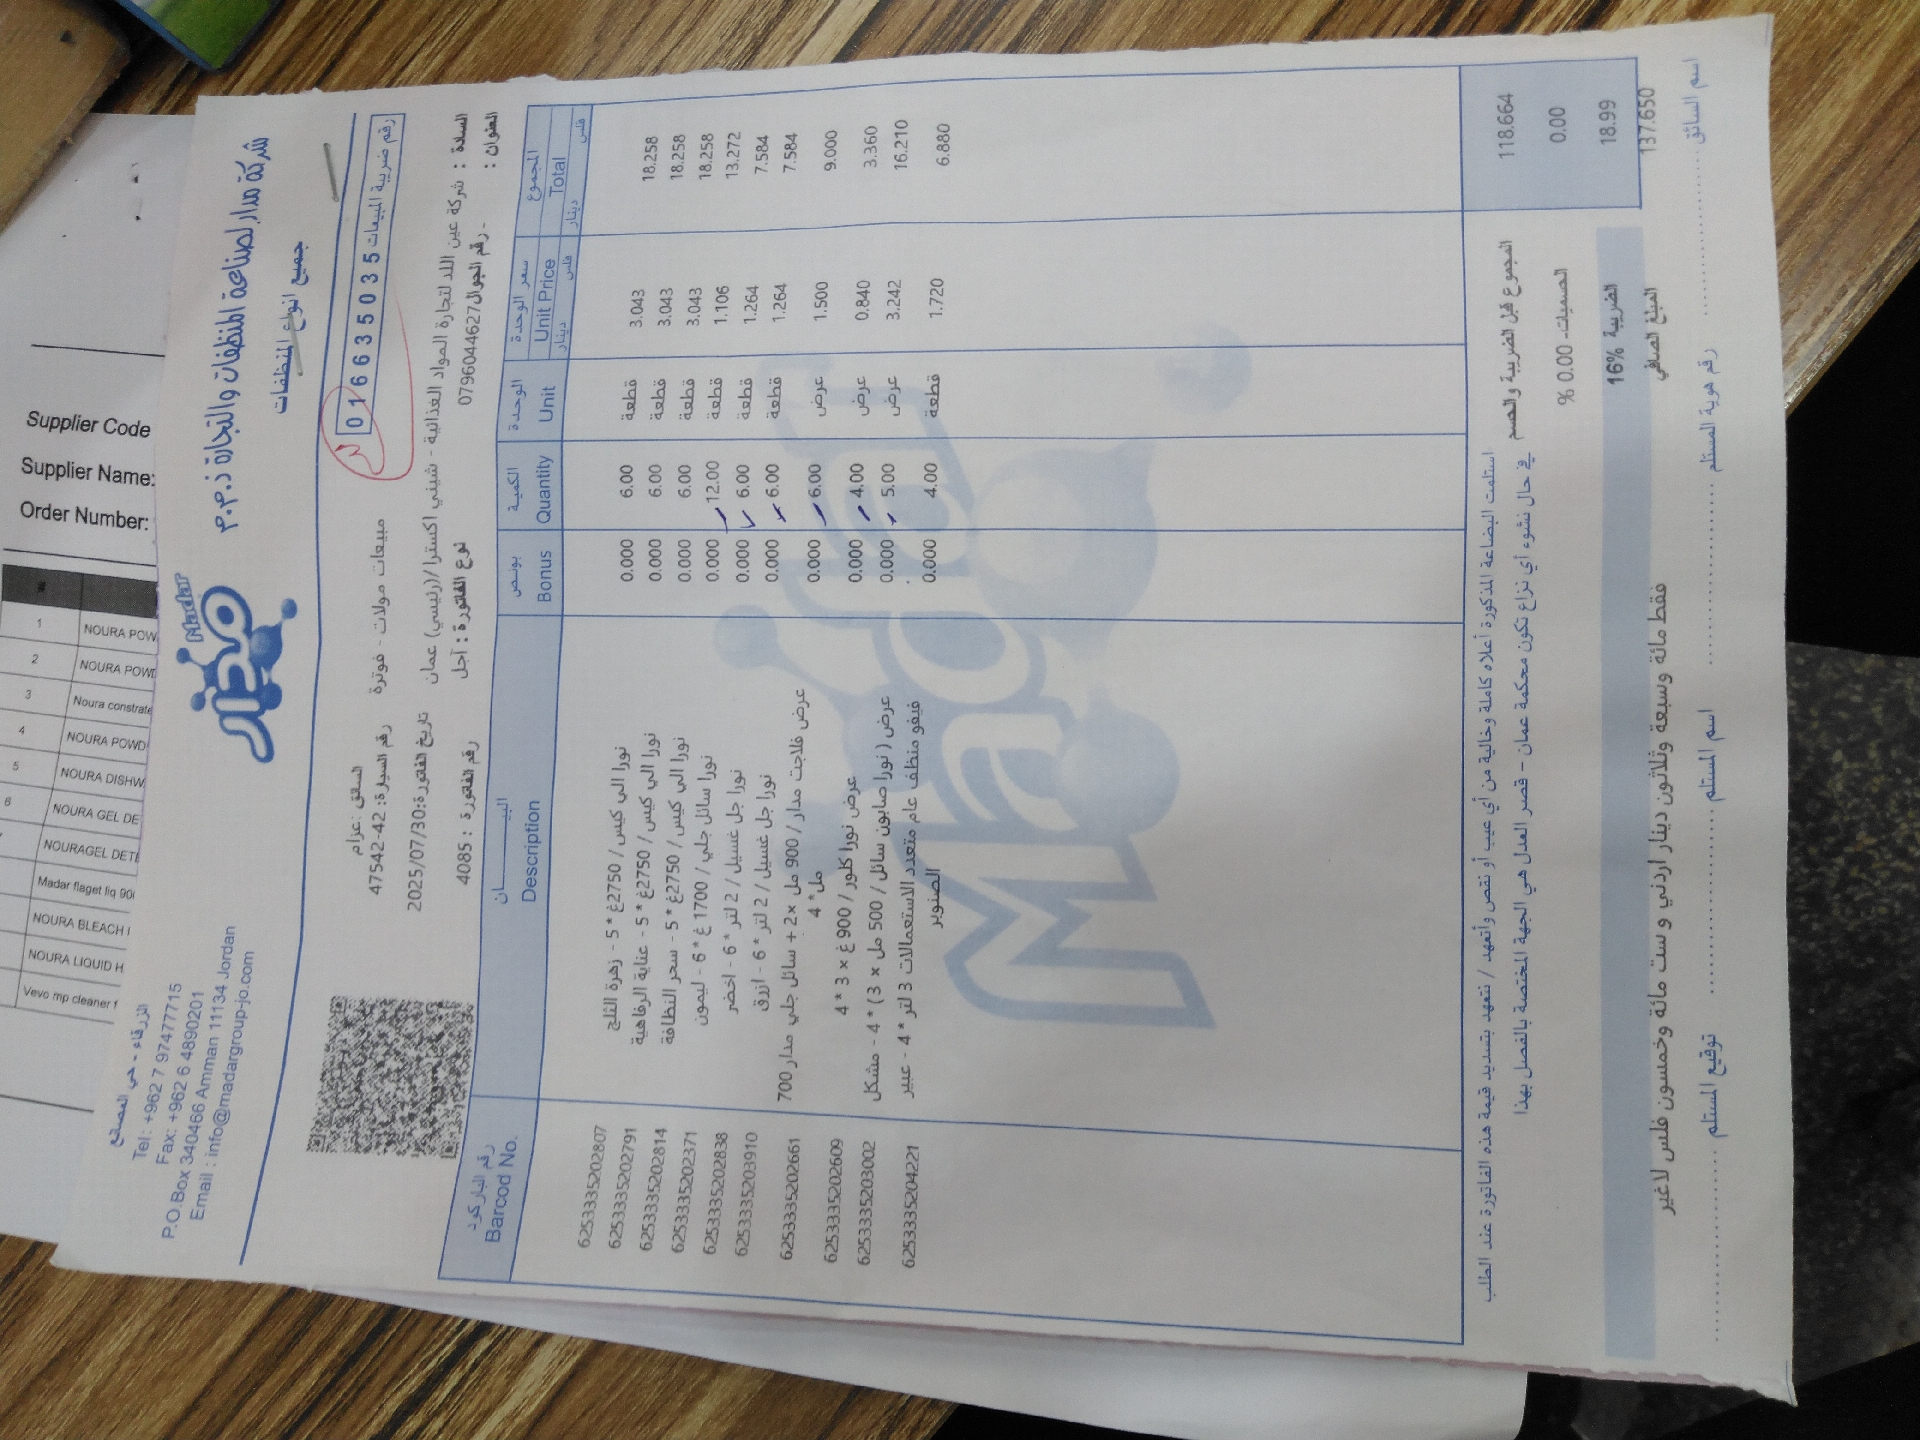 Supplier Code
Supplier Name:
Order Number:
#
1 NOURA POW
2 NOURA POWD
3 Noura constrate
4 NOURA POWD
5 NOURA DISHW
6 NOURA GEL DE
NOURAGEL DETE
Madar flaget liq 90
NOURA BLEACH
NOURA LIQUID H
Vevo mp cleaner f
شركة مدار لصناعة المنظفات والتجارة ذ.م.م
جميع انواع المنظفات
Madar
مدار
الزرقاء - حي المصانع
Tel: +962 7 97477715
Fax: +962 6 4890201
P.O.Box 340466 Amman 11134 Jordan
Email : info@madargroup-jo.com
رقم ضريبة المبيعات 016635035
السائق :عزام
رقم السيارة: 42-47542 مبيعات مولات - فوترة
السادة : شركة عين اللد لتجارة المواد الغذائية - شيني اكسترا/(رئيسي) عمان
تاريخ الفاتورة:2025/07/30
العنوان : - رقم الجوال0796044627
نوع الفاتورة : آجل
رقم الفاتورة : 4085
رقم الباركود البيــــــــان بونص الكمية الوحدة سعر الوحدة المجموع
Barcod No. Description Bonus Quantity Unit Unit Price Total
دينار فلس دينار فلس
6253335202807 نورا الي كيس / 2750غ * 5 - زهرة الثلج 0.000 6.00 قطعة 3.043 18.258
6253335202791 نورا الي كيس / 2750غ * 5 - عناية الرفاهية 0.000 6.00 قطعة 3.043 18.258
6253335202814 نورا الي كيس / 2750غ * 5 - سحر النظافة 0.000 6.00 قطعة 3.043 18.258
6253335202371 نورا سائل جلي / 1700 غ * 6 - ليمون 0.000 12.00 قطعة 1.106 13.272
6253335202838 نورا جل غسيل / 2 لتر * 6 - اخضر 0.000 6.00 قطعة 1.264 7.584
6253335203910 نورا جل غسيل / 2 لتر * 6 - ازرق 0.000 6.00 قطعة 1.264 7.584
6253335202661 عرض فلاجت مدار / 900 مل ×2 + سائل جلي مدار 700 مل* 4 0.000 6.00 عرض 1.500 9.000
6253335202609 عرض نورا كلور / 900 غ × 3 * 4 0.000 4.00 عرض 0.840 3.360
6253335203002 عرض ( نورا صابون سائل / 500 مل × 3) * 4 - مشكل 0.000 5.00 عرض 3.242 16.210
6253335204221 فيفو منظف عام متعدد الاستعمالات 3 لتر * 4 - عبير الصنوبر 0.000 4.00 قطعة 1.720 6.880
Madar
استلمت البضاعة المذكورة أعلاه كاملة وخالية من أي عيب أو نقص وأتعهد / نتعهد بتسديد قيمة هذه الفاتورة عند الطلب
في حال نشوء أي نزاع تكون محكمة عمان - قصر العدل هي الجهة المختصة بالفصل بهذا
المجموع قبل الضريبة والخصم 118.664
الخصميات- 0.00 % 0.00
الضريبة 16% 18.99
المبلغ الصافي 137.650
فقط مائة وسبعة وثلاثون دينار اردني و ست مائة وخمسون فلس لاغير
اسم السائق رقم هوية المستلم اسم المستلم توقيع المستلم